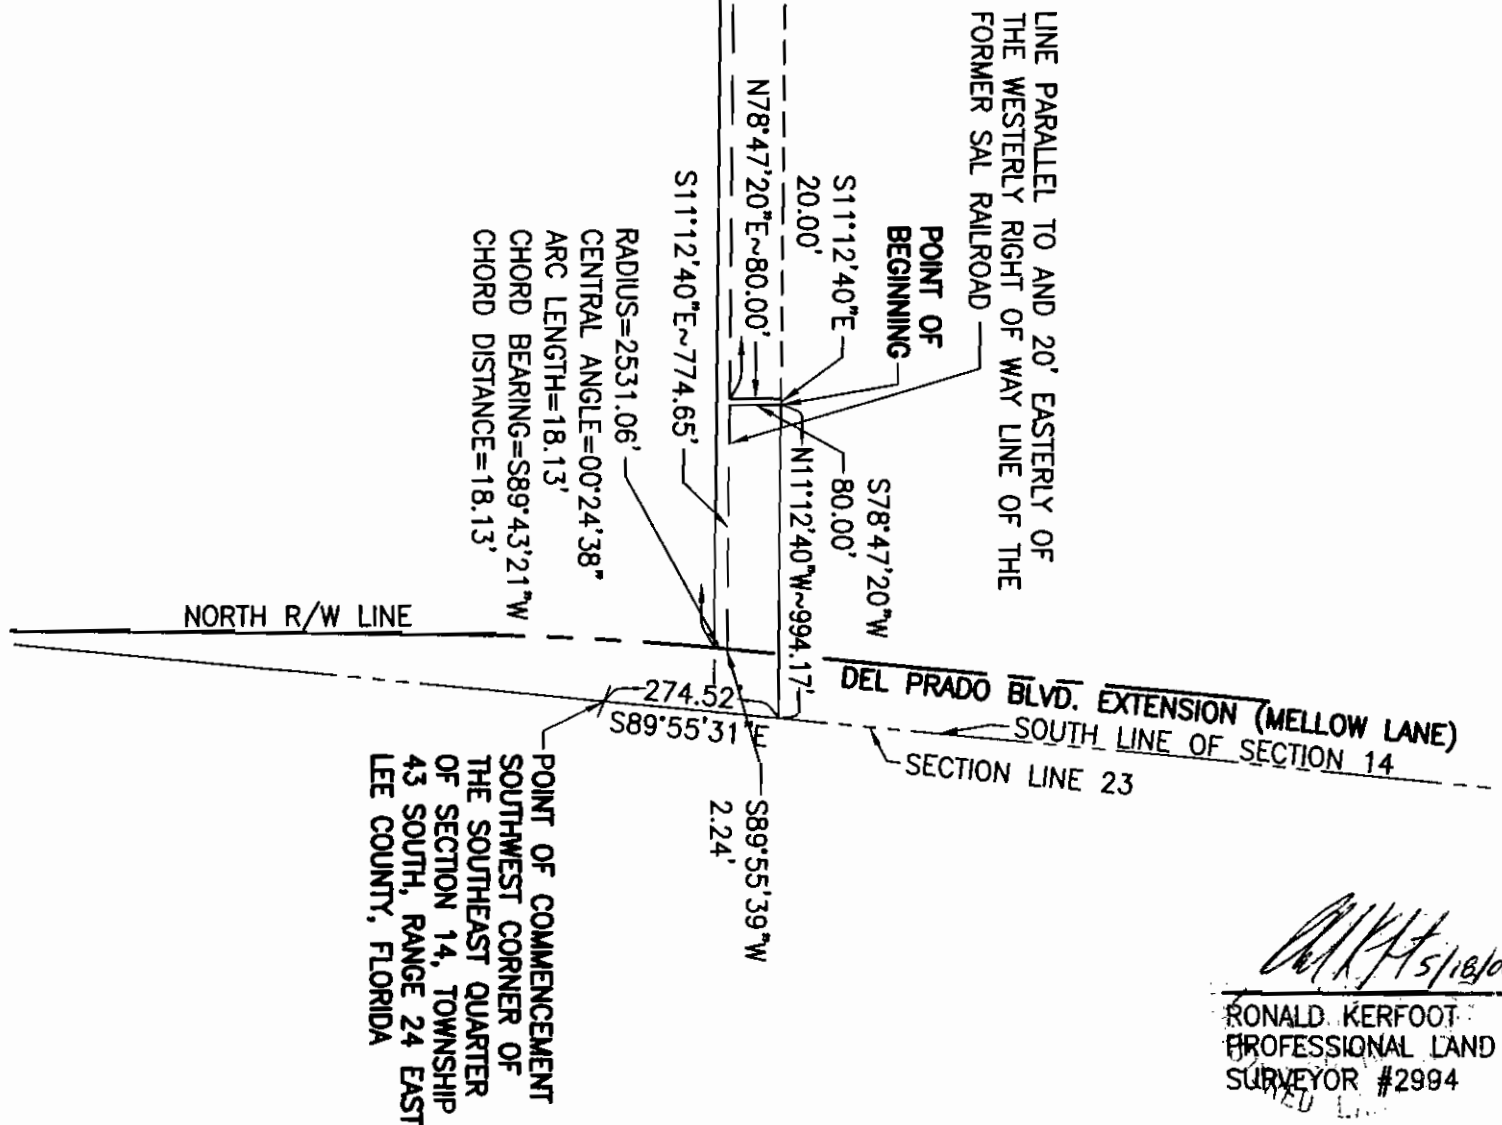 LINE PARALLEL TO AND 20' EASTERLY OF
THE WESTERLY RIGHT OF WAY LINE OF THE
FORMER SAL RAILROAD
POINT OF
BEGINNING
S11°12'40"E
20.00'
N78°47'20"E~80.00'
S11°12'40"E~774.65'
RADIUS=2531.06'
CENTRAL ANGLE=00°24'38"
ARC LENGTH=18.13'
CHORD BEARING=S89°43'21"W
CHORD DISTANCE=18.13'
S78°47'20"W
80.00'
N11°12'40"W~994.17'
NORTH R/W LINE
DEL PRADO BLVD. EXTENSION (MELLOW LANE)
SOUTH LINE OF SECTION 14
SECTION LINE 23
274.52'
S89°55'31"E
S89°55'39"W
2.24'
POINT OF COMMENCEMENT
SOUTHWEST CORNER OF
THE SOUTHEAST QUARTER
OF SECTION 14, TOWNSHIP
43 SOUTH, RANGE 24 EAST
LEE COUNTY, FLORIDA
5/18/0
RONALD KERFOOT
PROFESSIONAL LAND
SURVEYOR #2994